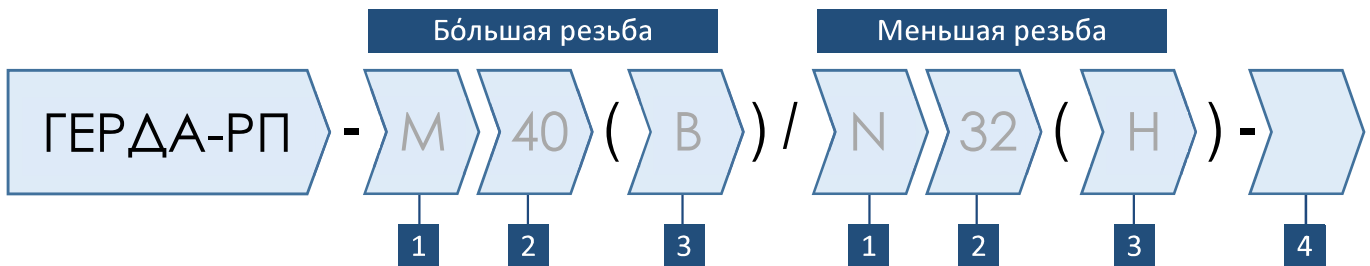 Бо́льшая резьба Меньшая резьба
ГЕРДА-РП - М 40 ( В ) / N 32 ( Н ) -
1 2 3 1 2 3 4